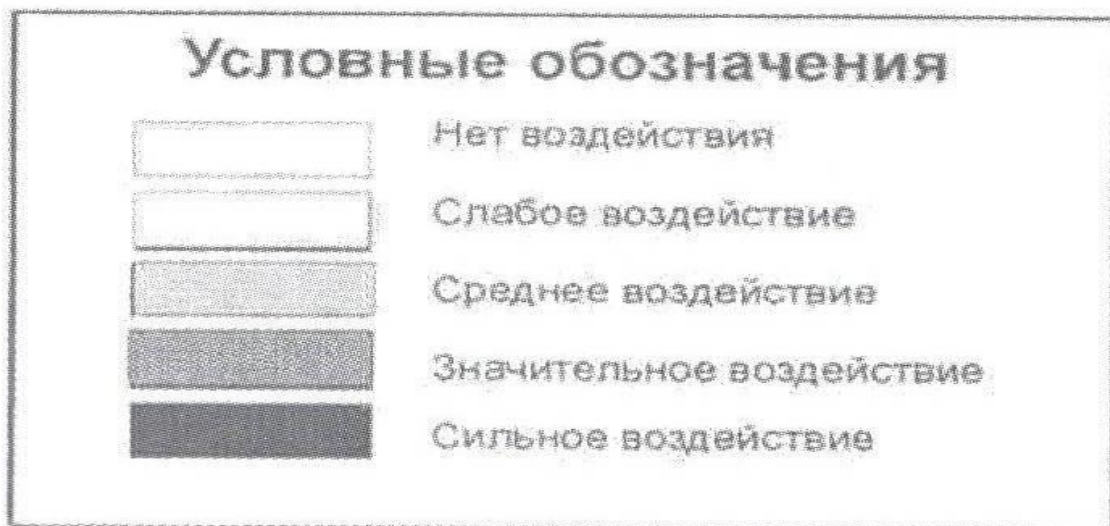 Условные обозначения
Нет воздействия
Слабое воздействие
Среднее воздействие
Значительное воздействие
Сильное воздействие